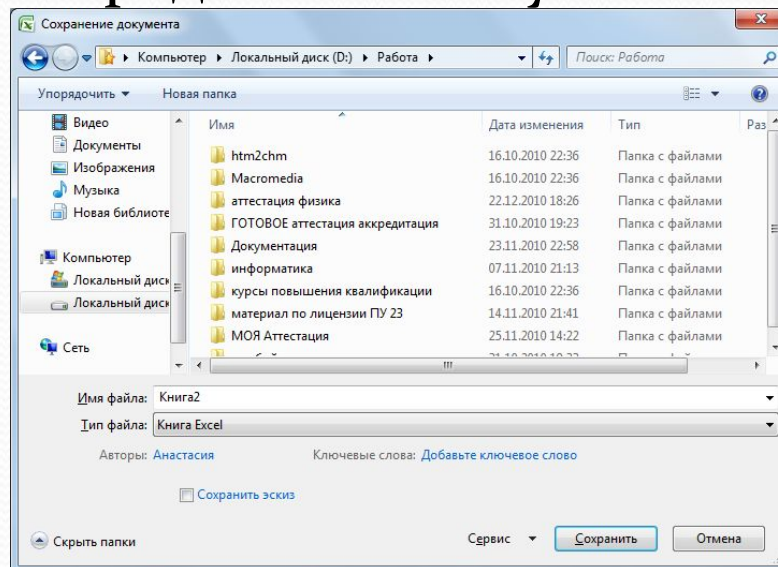 Сохранение документа
Компьютер Локальный диск (D:) Работа
Поиск: Работа
Упорядочить Новая папка
Видео
Документы
Изображения
Музыка
Новая библиоте
Компьютер
Локальный диск
Локальный диск
Сеть
Имя Дата изменения Тип Раз
htm2chm 16.10.2010 22:36 Папка с файлами
Macromedia 16.10.2010 22:36 Папка с файлами
аттестация физика 22.12.2010 18:26 Папка с файлами
ГОТОВОЕ аттестация аккредитация 31.10.2010 19:23 Папка с файлами
Документация 23.11.2010 22:58 Папка с файлами
информатика 07.11.2010 21:13 Папка с файлами
курсы повышения квалификации 16.10.2010 22:36 Папка с файлами
материал по лицензии ПУ 23 14.11.2010 21:41 Папка с файлами
МОЯ Аттестация 25.11.2010 14:22 Папка с файлами
Имя файла: Книга2
Тип файла: Книга Excel
Авторы: Анастасия Ключевые слова: Добавьте ключевое слово
Сохранить эскиз
Скрыть папки Сервис Сохранить Отмена